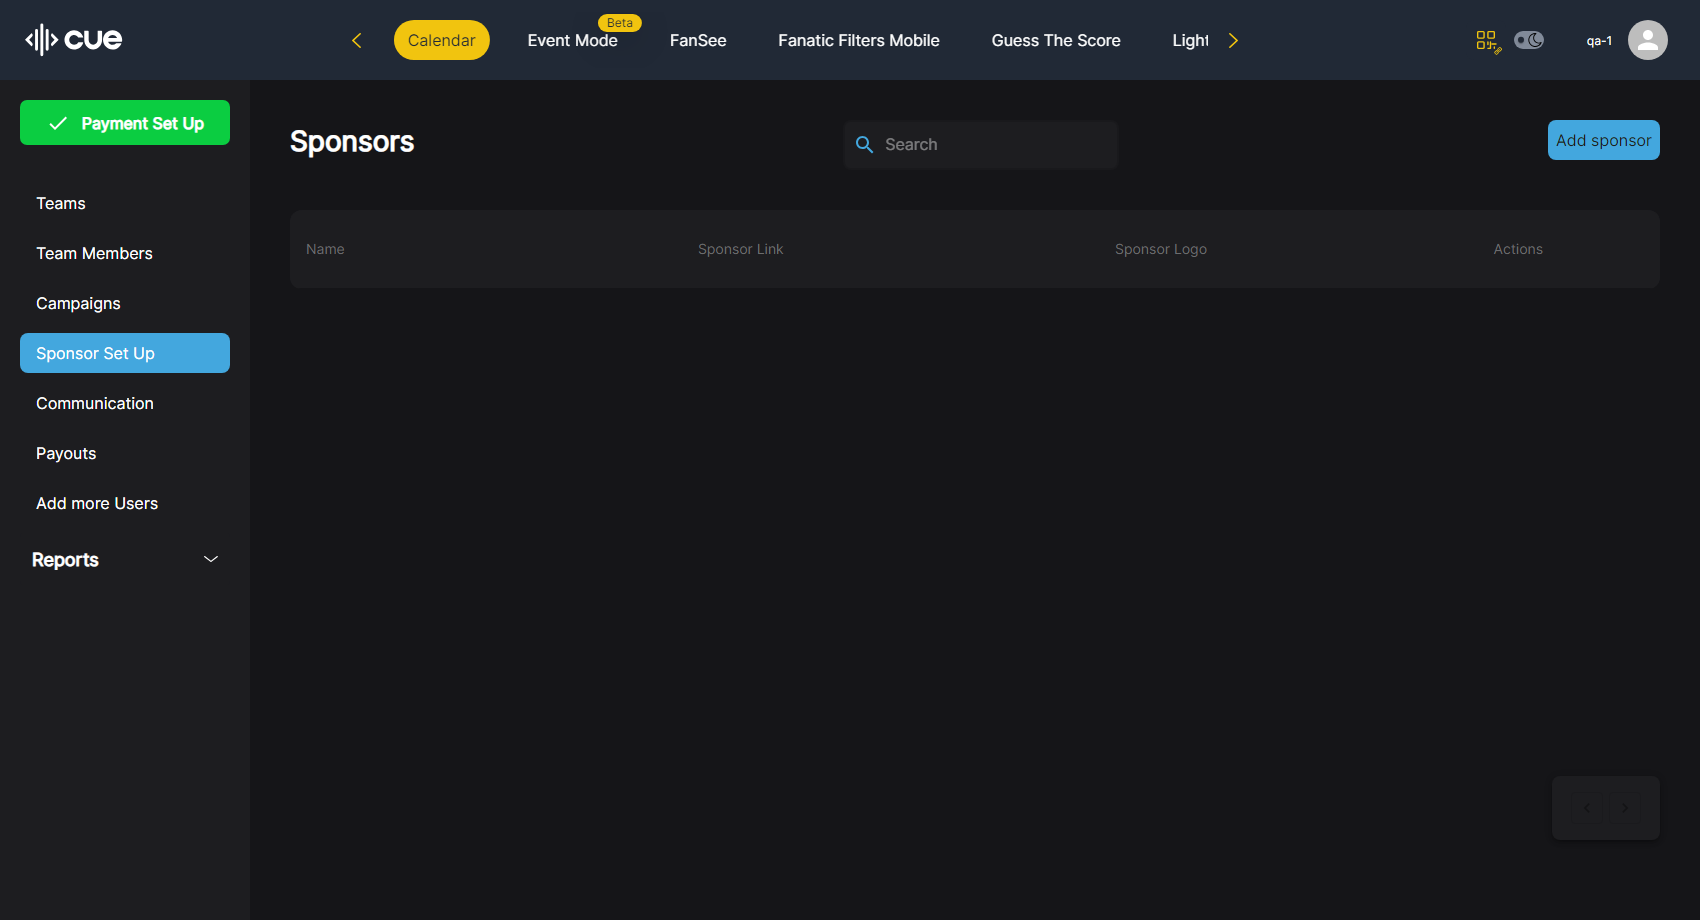 cue
Calendar
Event Mode
Beta
FanSee
Fanatic Filters Mobile
Guess The Score
Light
qa-1
Payment Set Up
Teams
Team Members
Campaigns
Sponsor Set Up
Communication
Payouts
Add more Users
Reports
Sponsors
Search
Add sponsor
Name
Sponsor Link
Sponsor Logo
Actions